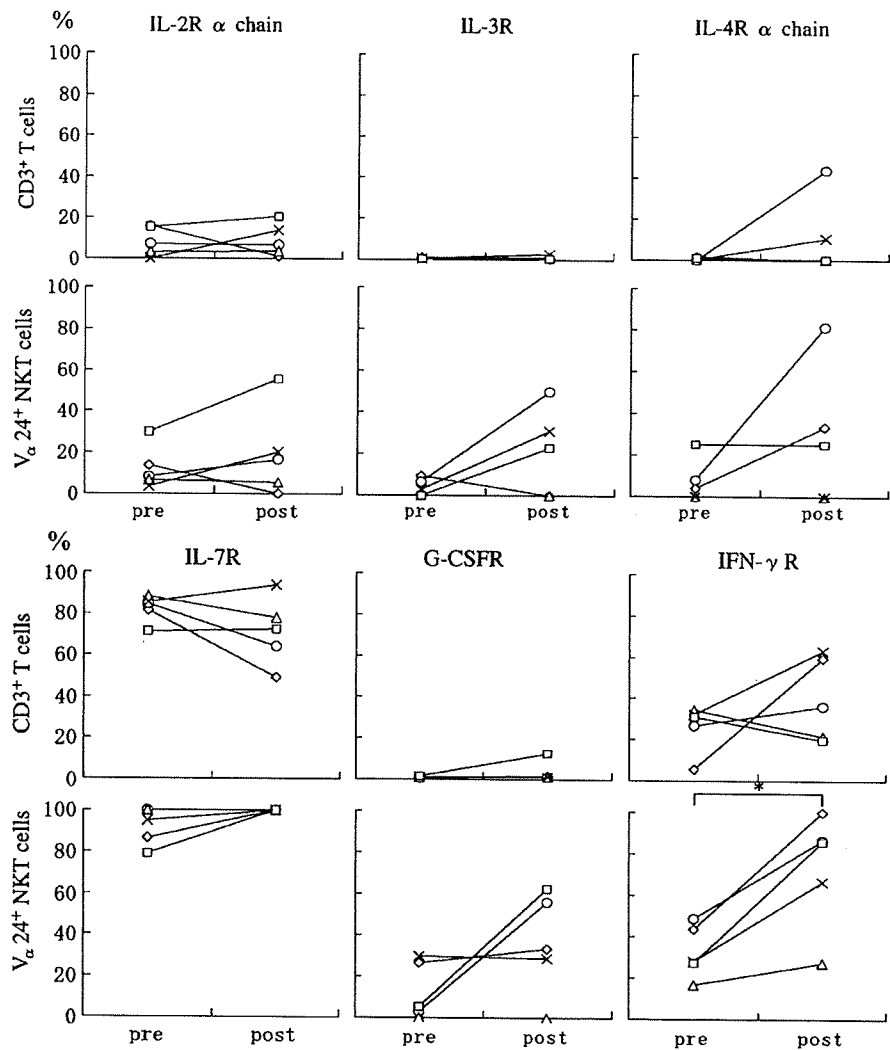 %
IL-2R α chain
IL-3R
IL-4R α chain
CD3⁺ T cells
100
80
60
40
20
0
Vα 24⁺ NKT cells
100
80
60
40
20
0
pre post
pre post
pre post
%
IL-7R
G-CSFR
IFN-γ R
CD3⁺ T cells
100
80
60
40
20
0
*
Vα 24⁺ NKT cells
100
80
60
40
20
0
pre post
pre post
pre post